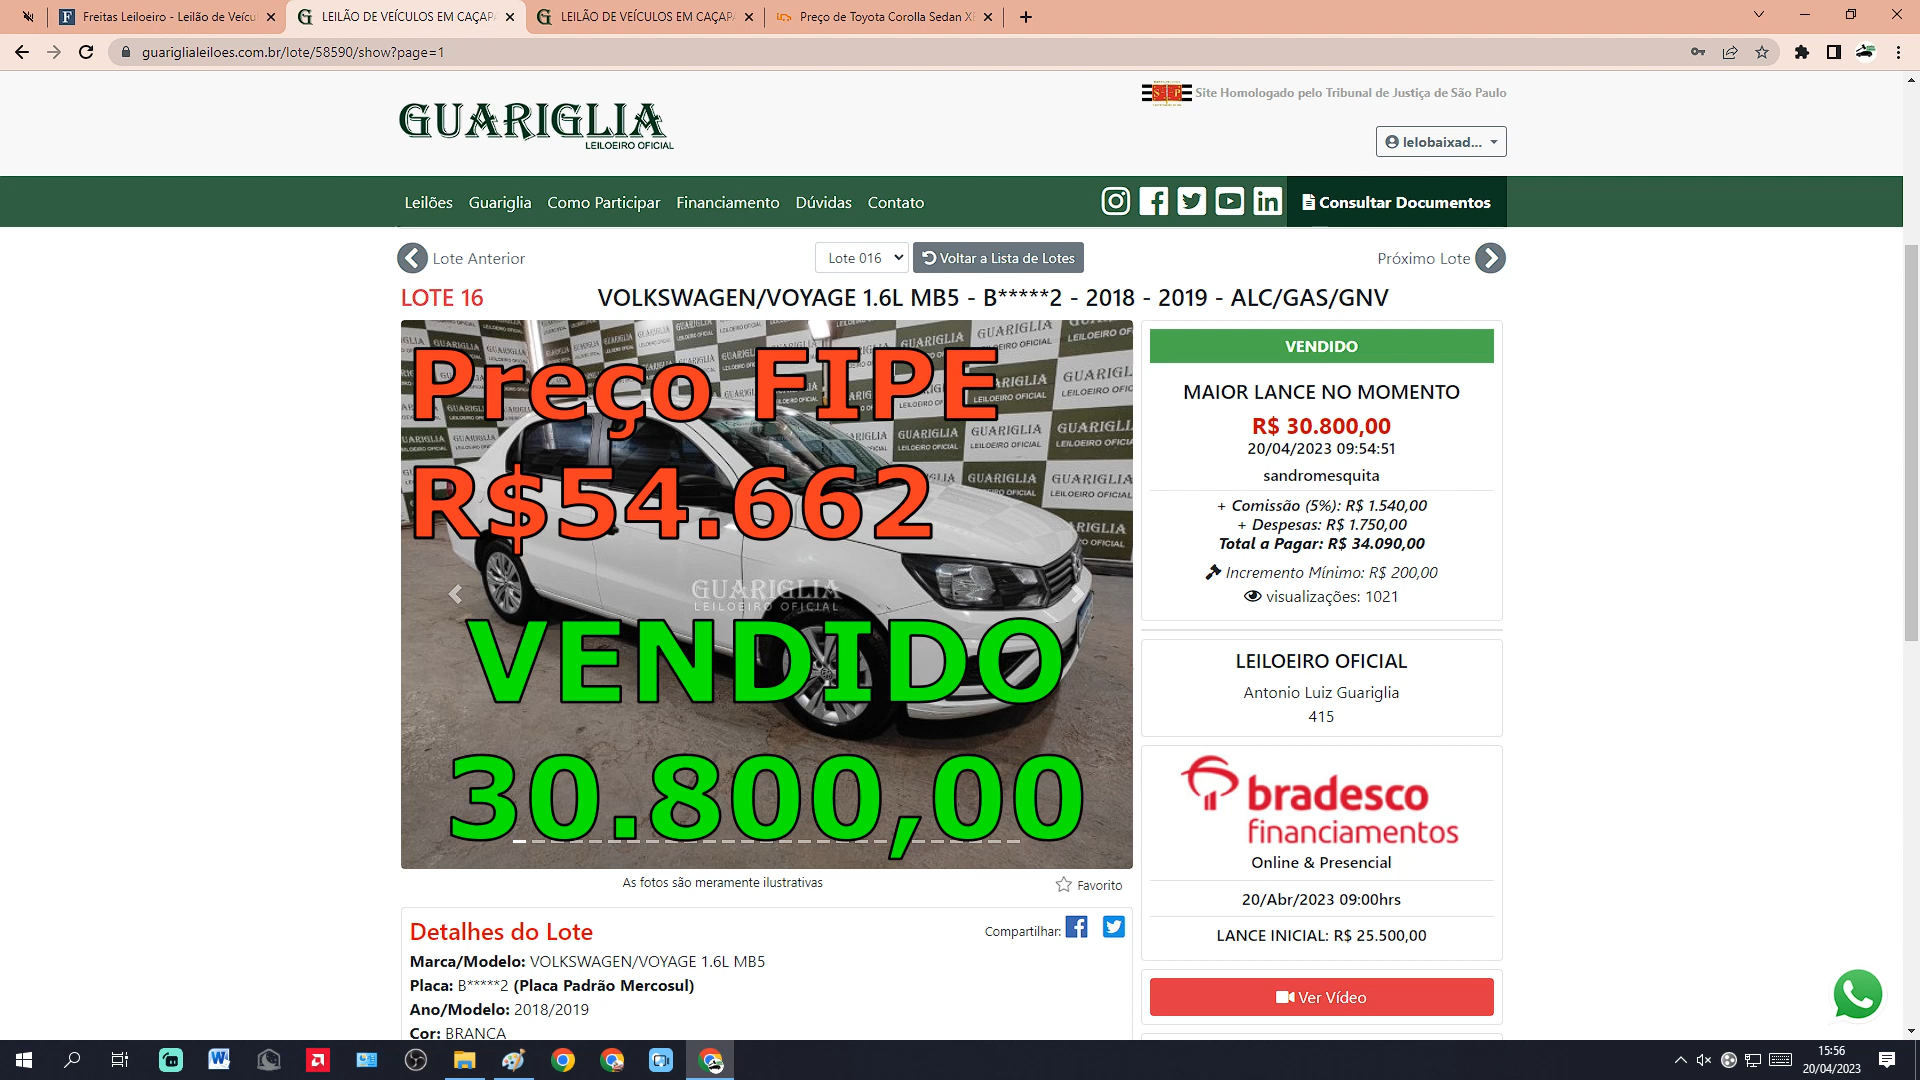 Freitas Leiloeiro - Leilão de Veícu
LEILÃO DE VEÍCULOS EM CAÇAPA
LEILÃO DE VEÍCULOS EM CAÇAPA
Preço de Toyota Corolla Sedan XE
guariglialeiloes.com.br/lote/58590/show?page=1
GUARIGLIA
LEILOEIRO OFICIAL
Site Homologado pelo Tribunal de Justiça de São Paulo
lelobaixad...
Leilões
Guariglia
Como Participar
Financiamento
Dúvidas
Contato
Consultar Documentos
Lote Anterior
Lote 016
Voltar a Lista de Lotes
Próximo Lote
LOTE 16
VOLKSWAGEN/VOYAGE 1.6L MB5 - B*****2 - 2018 - 2019 - ALC/GAS/GNV
Preço FIPE
R$54.662
GUARIGLIA
LEILOEIRO OFICIAL
VENDIDO
30.800,00
As fotos são meramente ilustrativas
Favorito
Detalhes do Lote
Compartilhar:
Marca/Modelo: VOLKSWAGEN/VOYAGE 1.6L MB5
Placa: B*****2 (Placa Padrão Mercosul)
Ano/Modelo: 2018/2019
Cor: BRANCA
VENDIDO
MAIOR LANCE NO MOMENTO
R$ 30.800,00
20/04/2023 09:54:51
sandromesquita
+ Comissão (5%): R$ 1.540,00
+ Despesas: R$ 1.750,00
Total a Pagar: R$ 34.090,00
Incremento Mínimo: R$ 200,00
visualizações: 1021
LEILOEIRO OFICIAL
Antonio Luiz Guariglia
415
bradesco
financiamentos
Online & Presencial
20/Abr/2023 09:00hrs
LANCE INICIAL: R$ 25.500,00
Ver Vídeo
15:56
20/04/2023